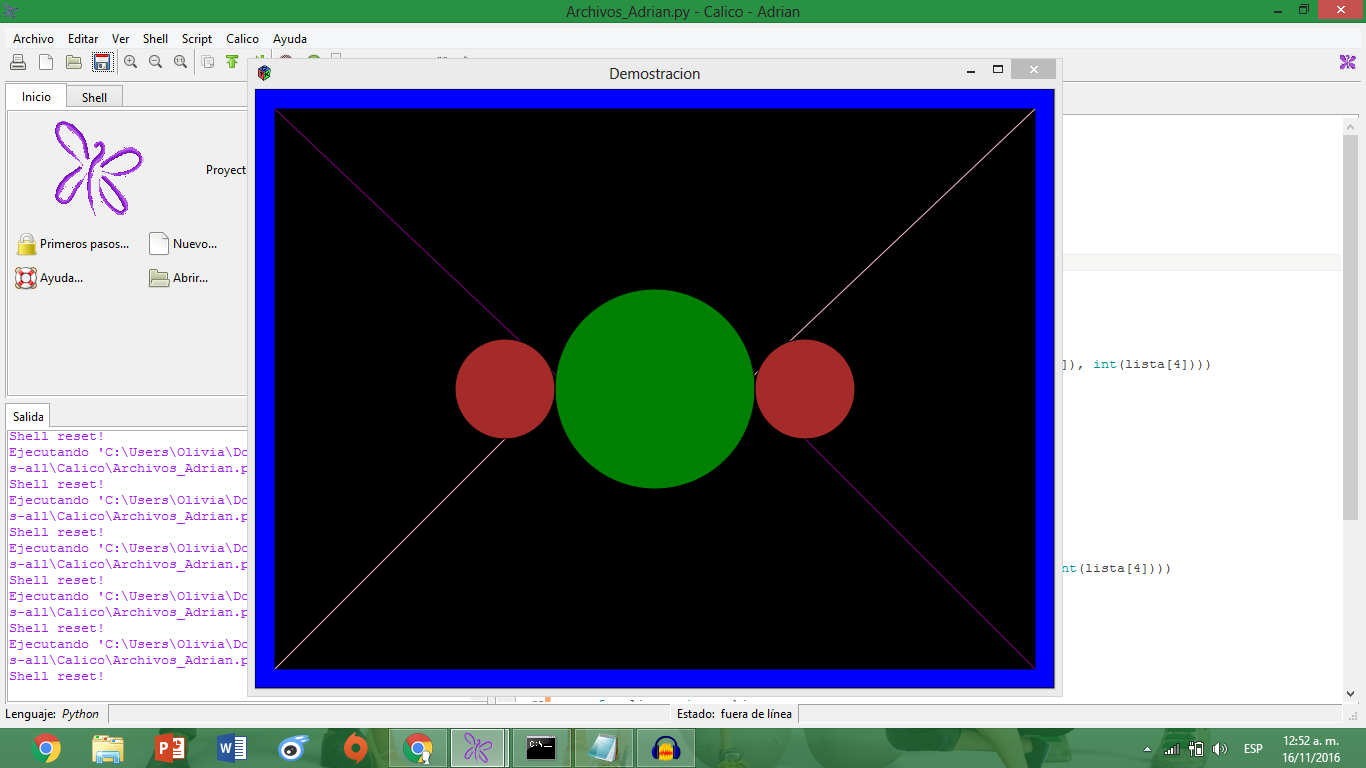 Archivos_Adrian.py - Calico - Adrian
Archivo Editar Ver Shell Script Calico Ayuda
Demostracion
Inicio Shell
Proyect
Primeros pasos... Nuevo...
Ayuda... Abrir...
]), int(lista[4])))
Salida
Shell reset!
Ejecutando 'C:\Users\Olivia\Do
s-all\Calico\Archivos_Adrian.p
Shell reset!
Ejecutando 'C:\Users\Olivia\Do
s-all\Calico\Archivos_Adrian.p
Shell reset!
Ejecutando 'C:\Users\Olivia\Do
s-all\Calico\Archivos_Adrian.p
Shell reset!
Ejecutando 'C:\Users\Olivia\Do
s-all\Calico\Archivos_Adrian.p
Shell reset!
Ejecutando 'C:\Users\Olivia\Do
s-all\Calico\Archivos_Adrian.p
Shell reset!
nt(lista[4])))
Lenguaje: Python Estado: fuera de línea
ESP
12:52 a. m.
16/11/2016